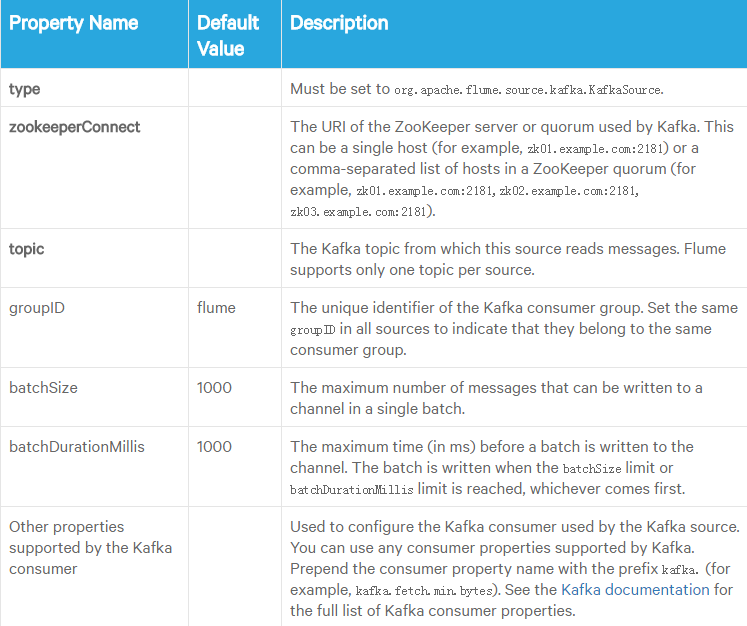 Property Name
Default
Value
Description
type
Must be set to org.apache.flume.source.kafka.KafkaSource.
zookeeperConnect
The URI of the ZooKeeper server or quorum used by Kafka. This
can be a single host (for example, zk01.example.com:2181) or a
comma-separated list of hosts in a ZooKeeper quorum (for
example, zk01.example.com:2181, zk02.example.com:2181,
zk03.example.com:2181).
topic
The Kafka topic from which this source reads messages. Flume
supports only one topic per source.
groupID
flume
The unique identifier of the Kafka consumer group. Set the same
groupID in all sources to indicate that they belong to the same
consumer group.
batchSize
1000
The maximum number of messages that can be written to a
channel in a single batch.
batchDurationMillis
1000
The maximum time (in ms) before a batch is written to the
channel. The batch is written when the batchSize limit or
batchDurationMillis limit is reached, whichever comes first.
Other properties
supported by the Kafka
consumer
Used to configure the Kafka consumer used by the Kafka source.
You can use any consumer properties supported by Kafka.
Prepend the consumer property name with the prefix kafka. (for
example, kafka.fetch.min.bytes). See the Kafka documentation for
the full list of Kafka consumer properties.